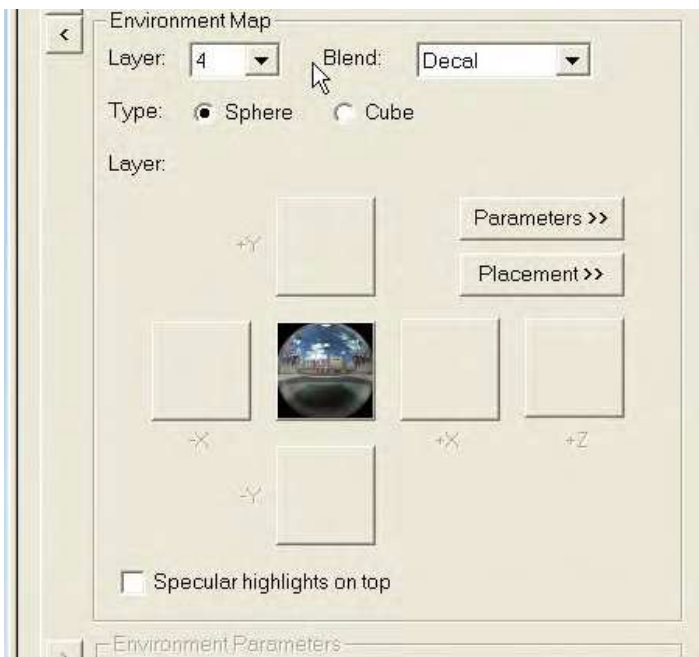 Environment Map
Layer: 4 Blend: Decal
Type: Sphere Cube
Layer:
Parameters >>
+Y
Placement >>
-X +X +Z
-Y
Specular highlights on top
Environment Parameters